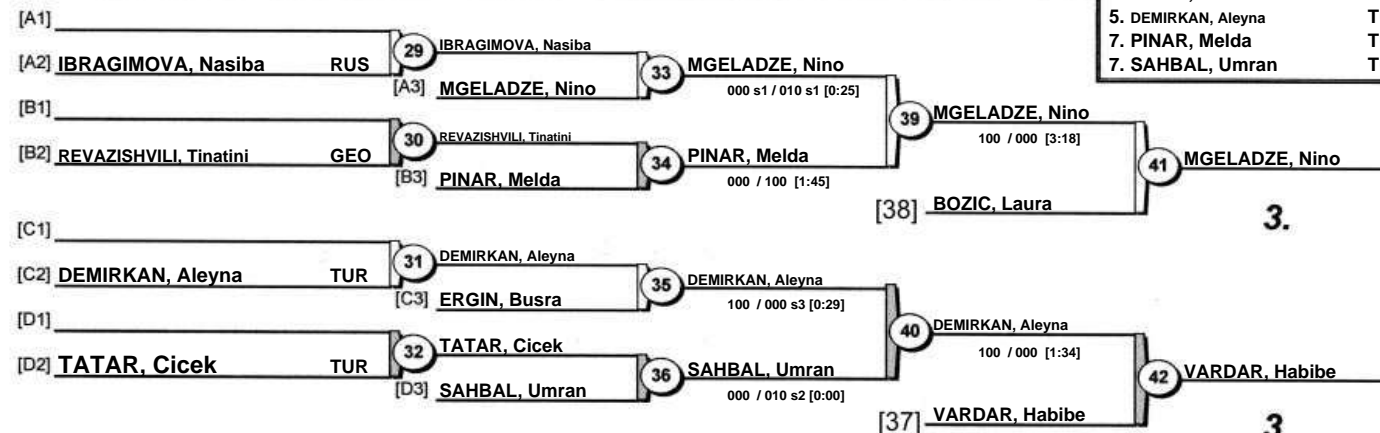 [A1]
5. DEMIRKAN, Aleyna T
7. PINAR, Melda T
7. SAHBAL, Umran T
[A2] IBRAGIMOVA, Nasiba RUS
29 IBRAGIMOVA, Nasiba
[A3] MGELADZE, Nino
33 MGELADZE, Nino
000 s1 / 010 s1 [0:25]
[B1]
[B2] REVAZISHVILI, Tinatini GEO
30 REVAZISHVILI, Tinatini
[B3] PINAR, Melda
34 PINAR, Melda
000 / 100 [1:45]
39 MGELADZE, Nino
100 / 000 [3:18]
[38] BOZIC, Laura
41 MGELADZE, Nino
3.
[C1]
[C2] DEMIRKAN, Aleyna TUR
31 DEMIRKAN, Aleyna
[C3] ERGIN, Busra
35 DEMIRKAN, Aleyna
100 / 000 s3 [0:29]
[D1]
[D2] TATAR, Cicek TUR
32 TATAR, Cicek
[D3] SAHBAL, Umran
36 SAHBAL, Umran
000 / 010 s2 [0:00]
40 DEMIRKAN, Aleyna
100 / 000 [1:34]
[37] VARDAR, Habibe
42 VARDAR, Habibe
3